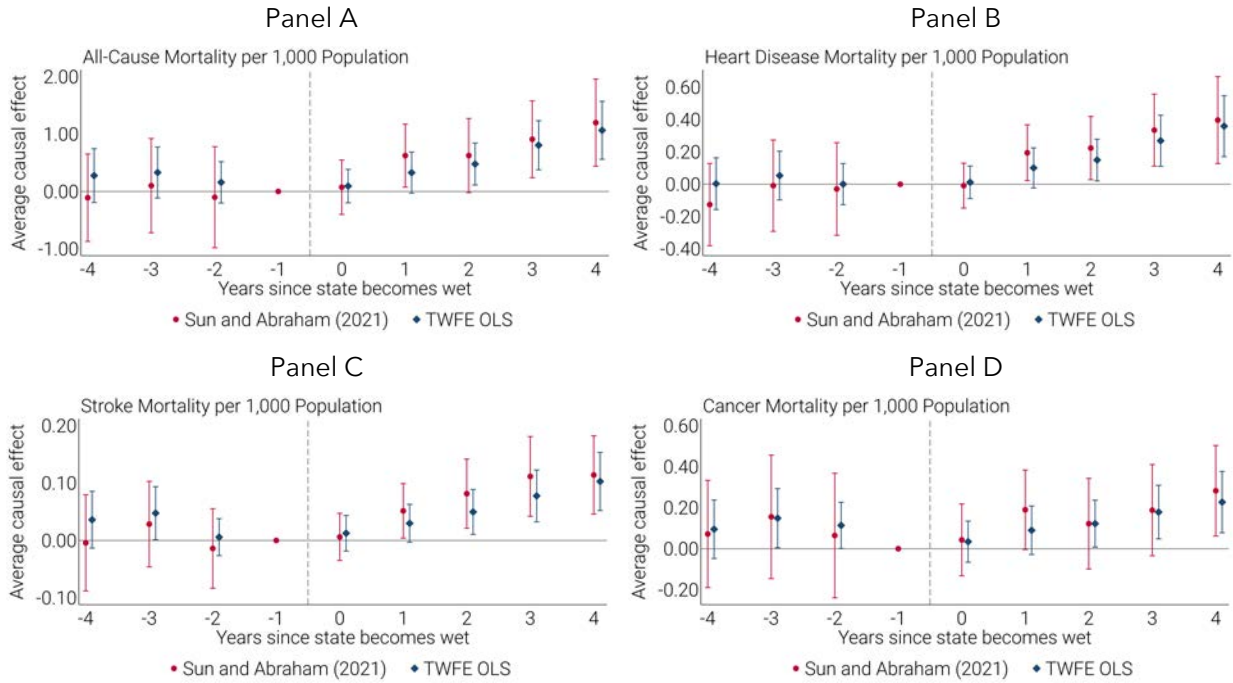 Panel A
All-Cause Mortality per 1,000 Population
Average causal effect
2.00
1.00
0.00
-1.00
-4 -3 -2 -1 0 1 2 3 4
Years since state becomes wet
Sun and Abraham (2021) TWFE OLS
Panel B
Heart Disease Mortality per 1,000 Population
Average causal effect
0.60
0.40
0.20
0.00
-0.20
-0.40
-4 -3 -2 -1 0 1 2 3 4
Years since state becomes wet
Sun and Abraham (2021) TWFE OLS
Panel C
Stroke Mortality per 1,000 Population
Average causal effect
0.20
0.10
0.00
-0.10
-4 -3 -2 -1 0 1 2 3 4
Years since state becomes wet
Sun and Abraham (2021) TWFE OLS
Panel D
Cancer Mortality per 1,000 Population
Average causal effect
0.60
0.40
0.20
0.00
-0.20
-4 -3 -2 -1 0 1 2 3 4
Years since state becomes wet
Sun and Abraham (2021) TWFE OLS